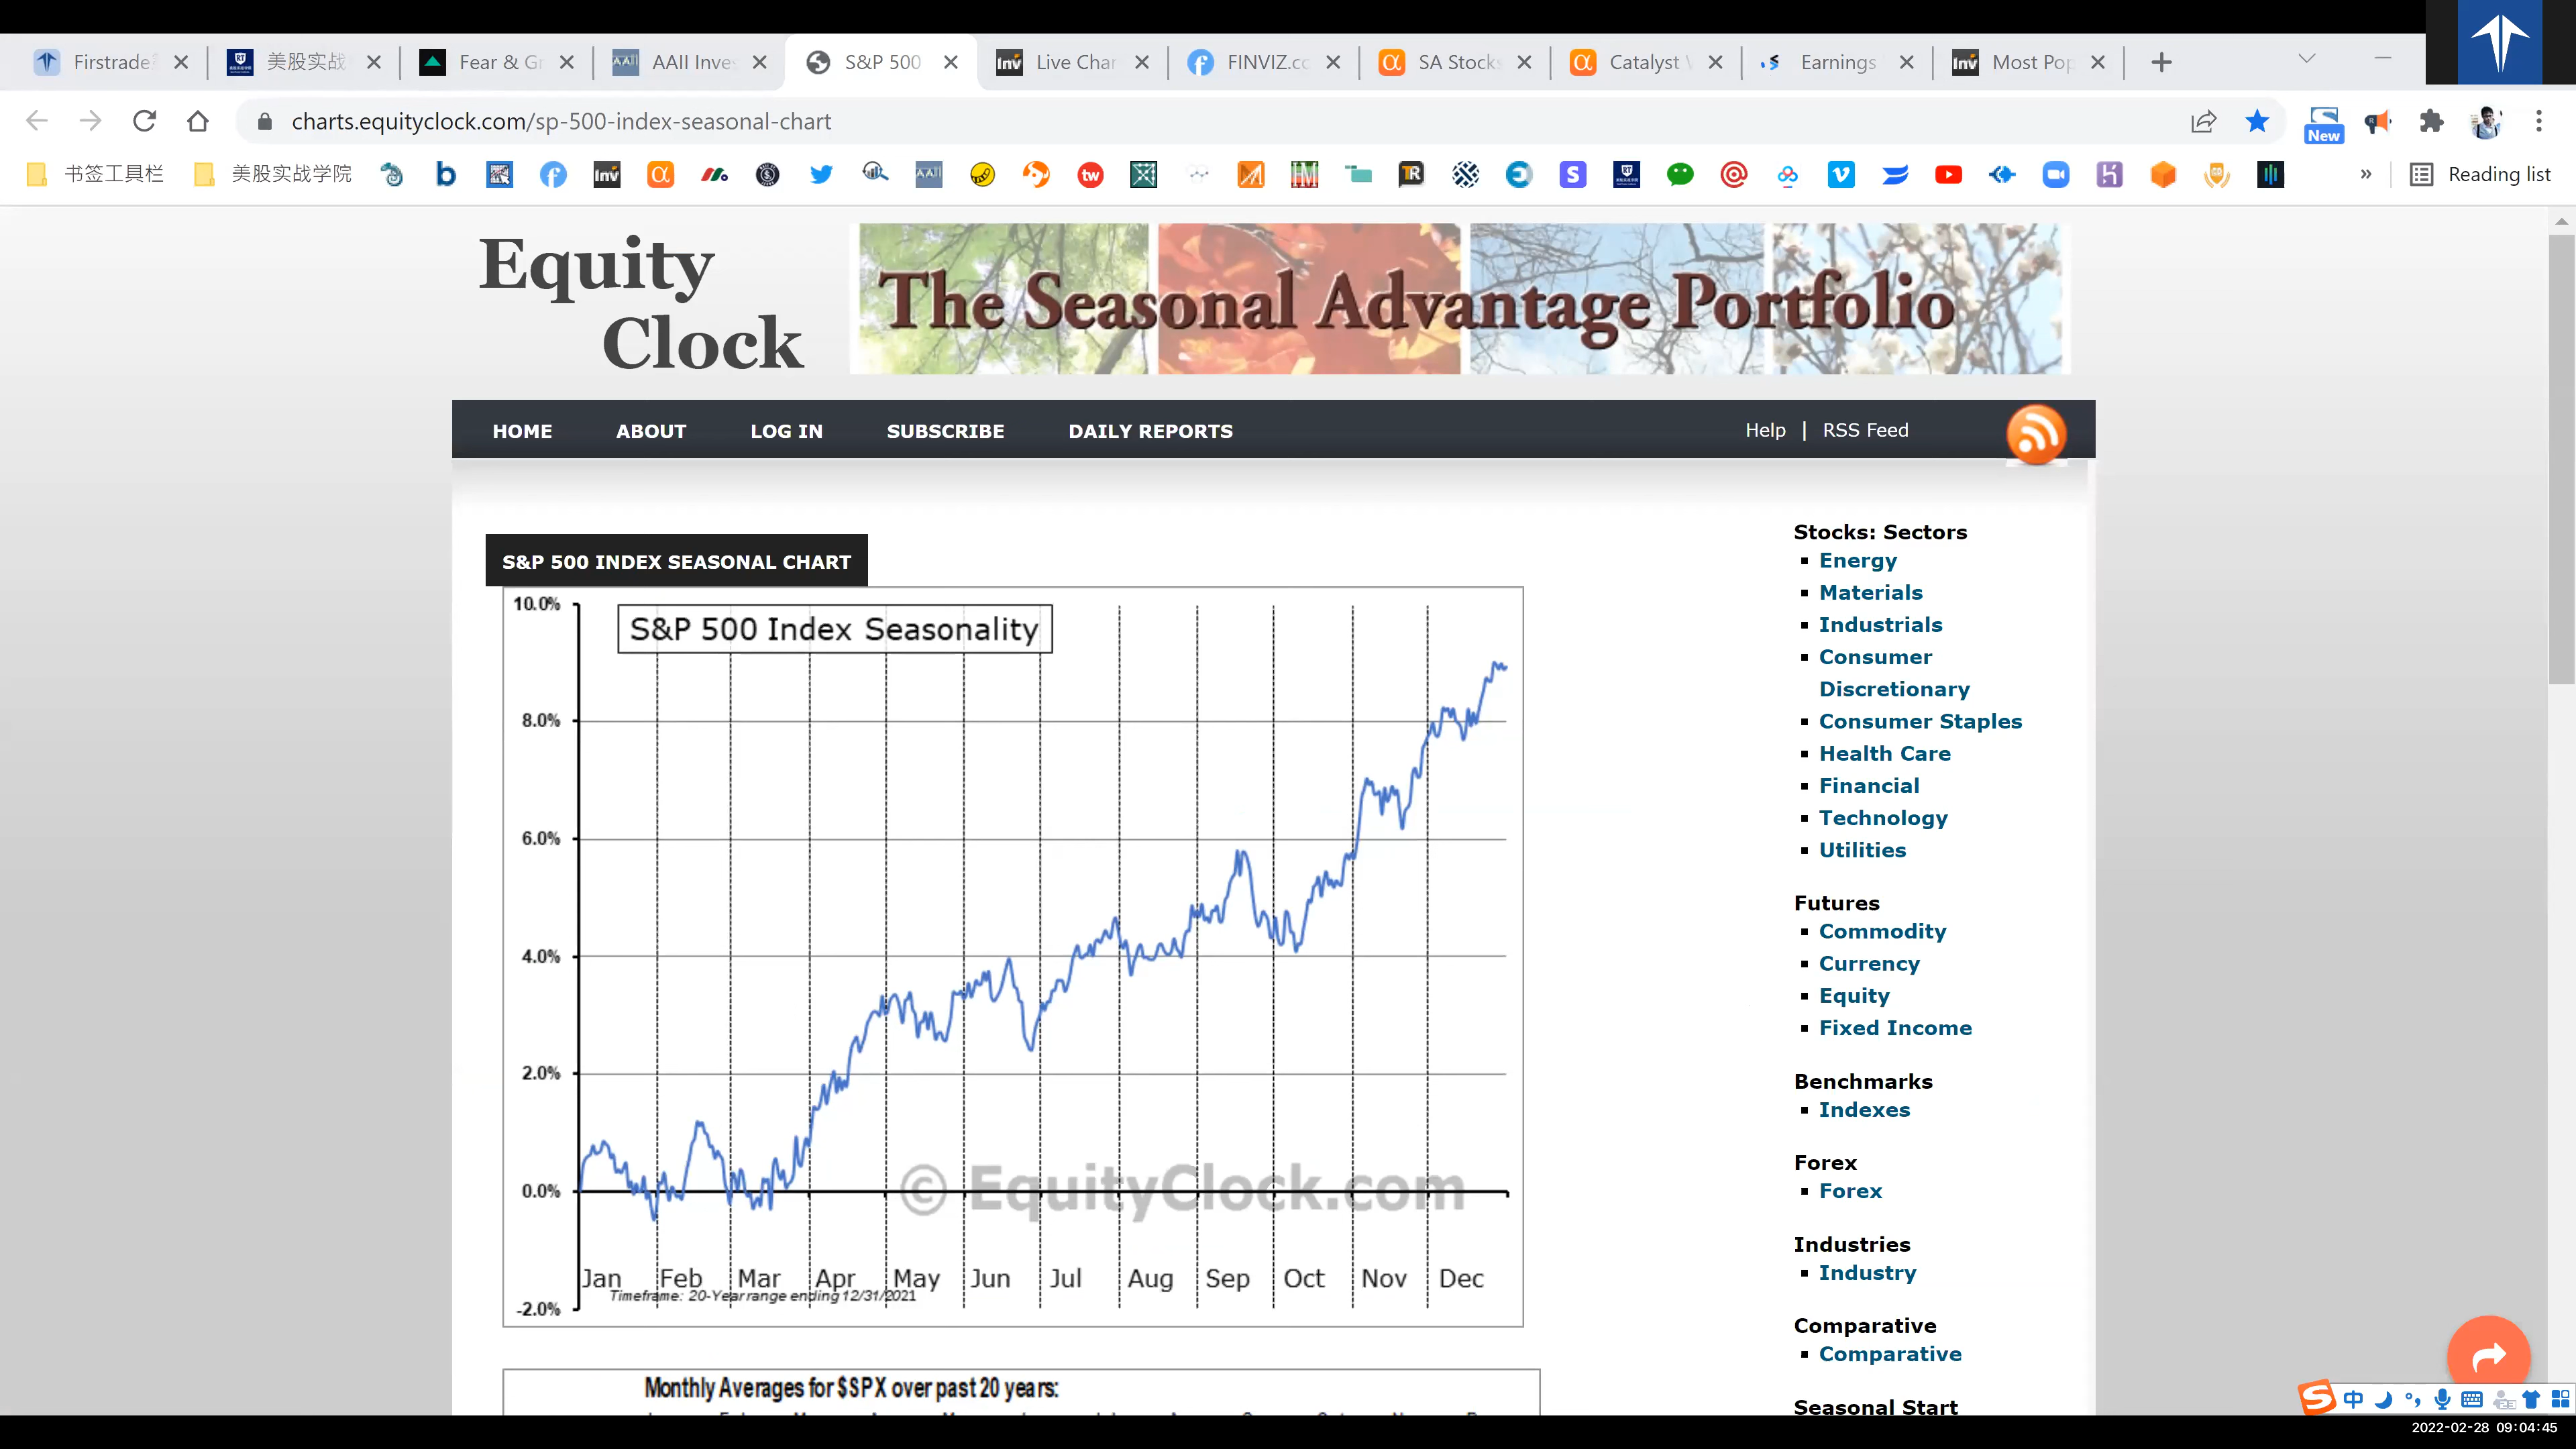 Firstrade
美股实战
Fear & Gr
AAII Inves
S&P 500
Live Char
FINVIZ.cc
SA Stocks
Catalyst
Earnings
Most Pop
charts.equityclock.com/sp-500-index-seasonal-chart
New
书签工具栏
美股实战学院
Reading list
Equity
Clock
The Seasonal Advantage Portfolio
HOME ABOUT LOG IN SUBSCRIBE DAILY REPORTS
Help | RSS Feed
S&P 500 INDEX SEASONAL CHART
S&P 500 Index Seasonality
10.0%
8.0%
6.0%
4.0%
2.0%
0.0%
-2.0%
© EquityClock.com
Jan Feb Mar Apr May Jun Jul Aug Sep Oct Nov Dec
Timeframe: 20-Year range ending 12/31/2021
Monthly Averages for $SPX over past 20 years:
Stocks: Sectors
Energy
Materials
Industrials
Consumer
Discretionary
Consumer Staples
Health Care
Financial
Technology
Utilities
Futures
Commodity
Currency
Equity
Fixed Income
Benchmarks
Indexes
Forex
Forex
Industries
Industry
Comparative
Comparative
Seasonal Start
中
2022-02-28 09:04:45